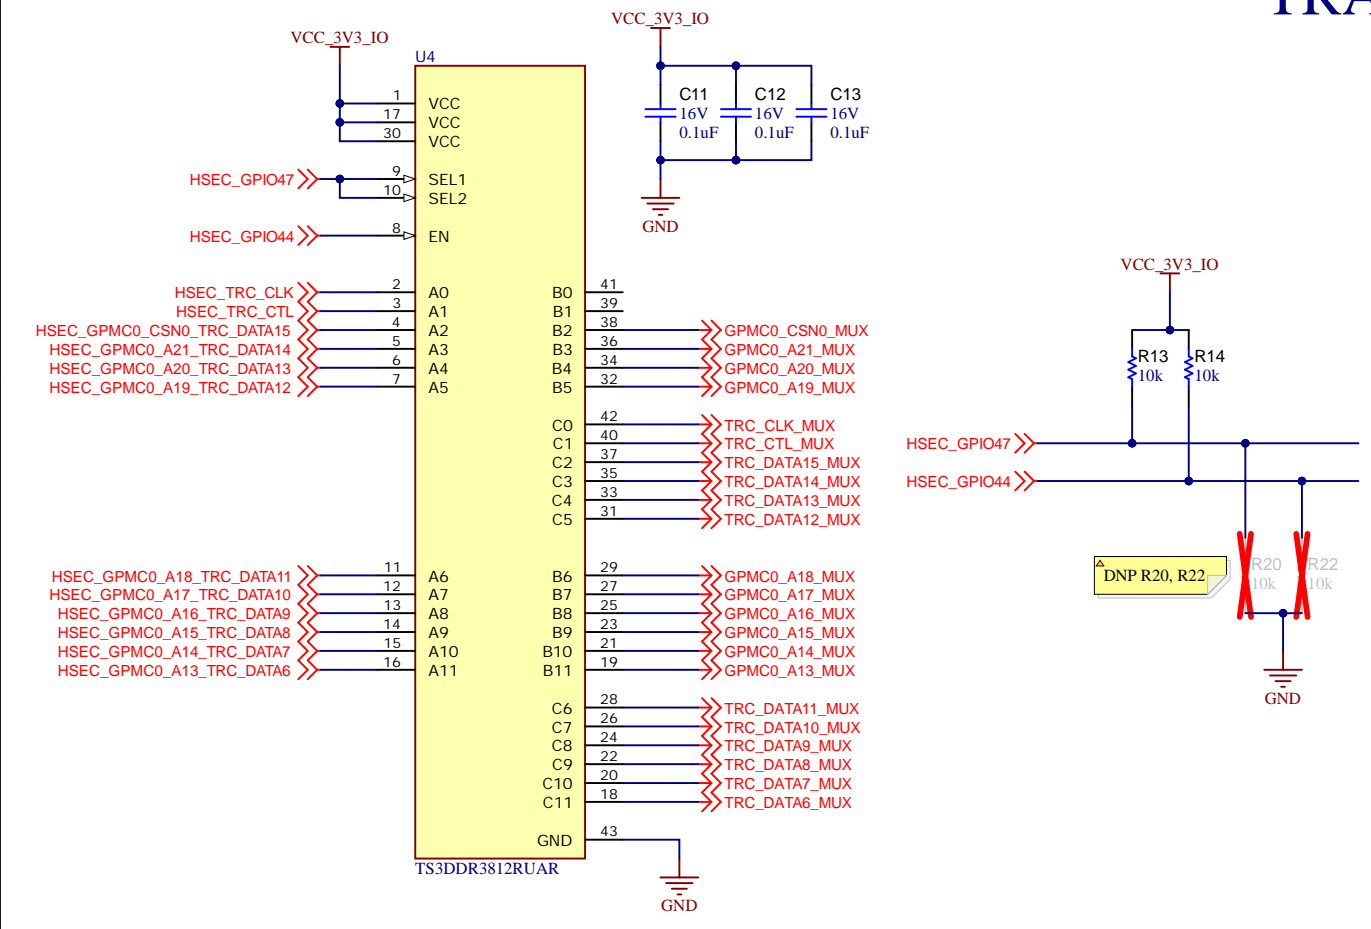 VCC_3V3_IO
VCC_3V3_IO
U4
1 VCC
17 VCC
30 VCC
C11
16V
0.1uF
C12
16V
0.1uF
C13
16V
0.1uF
GND
HSEC_GPIO47
9 SEL1
10 SEL2
HSEC_GPIO44 8 EN
HSEC_TRC_CLK 2 A0
HSEC_TRC_CTL 3 A1
HSEC_GPMC0_CSN0_TRC_DATA15 4 A2
HSEC_GPMC0_A21_TRC_DATA14 5 A3
HSEC_GPMC0_A20_TRC_DATA13 6 A4
HSEC_GPMC0_A19_TRC_DATA12 7 A5
B0 41
B1 39
B2 38 GPMC0_CSN0_MUX
B3 36 GPMC0_A21_MUX
B4 34 GPMC0_A20_MUX
B5 32 GPMC0_A19_MUX
C0 42 TRC_CLK_MUX
C1 40 TRC_CTL_MUX
C2 37 TRC_DATA15_MUX
C3 35 TRC_DATA14_MUX
C4 33 TRC_DATA13_MUX
C5 31 TRC_DATA12_MUX
HSEC_GPMC0_A18_TRC_DATA11 11 A6
HSEC_GPMC0_A17_TRC_DATA10 12 A7
HSEC_GPMC0_A16_TRC_DATA9 13 A8
HSEC_GPMC0_A15_TRC_DATA8 14 A9
HSEC_GPMC0_A14_TRC_DATA7 15 A10
HSEC_GPMC0_A13_TRC_DATA6 16 A11
B6 29 GPMC0_A18_MUX
B7 27 GPMC0_A17_MUX
B8 25 GPMC0_A16_MUX
B9 23 GPMC0_A15_MUX
B10 21 GPMC0_A14_MUX
B11 19 GPMC0_A13_MUX
C6 28 TRC_DATA11_MUX
C7 26 TRC_DATA10_MUX
C8 24 TRC_DATA9_MUX
C9 22 TRC_DATA8_MUX
C10 20 TRC_DATA7_MUX
C11 18 TRC_DATA6_MUX
GND 43
TS3DDR3812RUAR
GND
VCC_3V3_IO
R13
10k
R14
10k
HSEC_GPIO47
HSEC_GPIO44
DNP R20, R22
R20
10k
R22
10k
GND